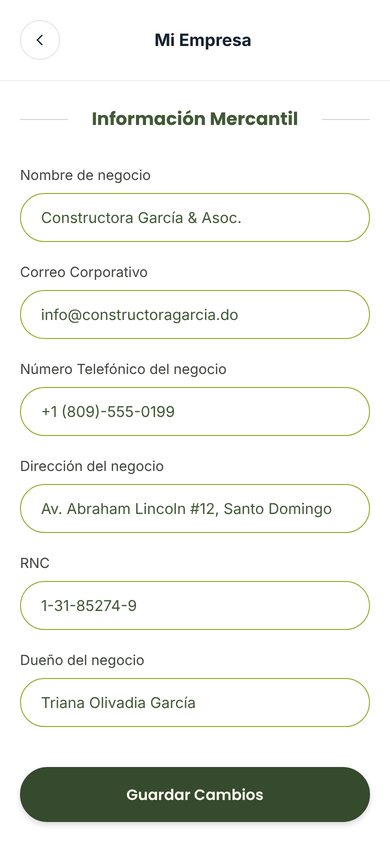 Mi Empresa
Información Mercantil
Nombre de negocio
Constructora García & Asoc.
Correo Corporativo
info@constructoragarcia.do
Número Telefónico del negocio
+1 (809)-555-0199
Dirección del negocio
Av. Abraham Lincoln #12, Santo Domingo
RNC
1-31-85274-9
Dueño del negocio
Triana Olivadia García
Guardar Cambios